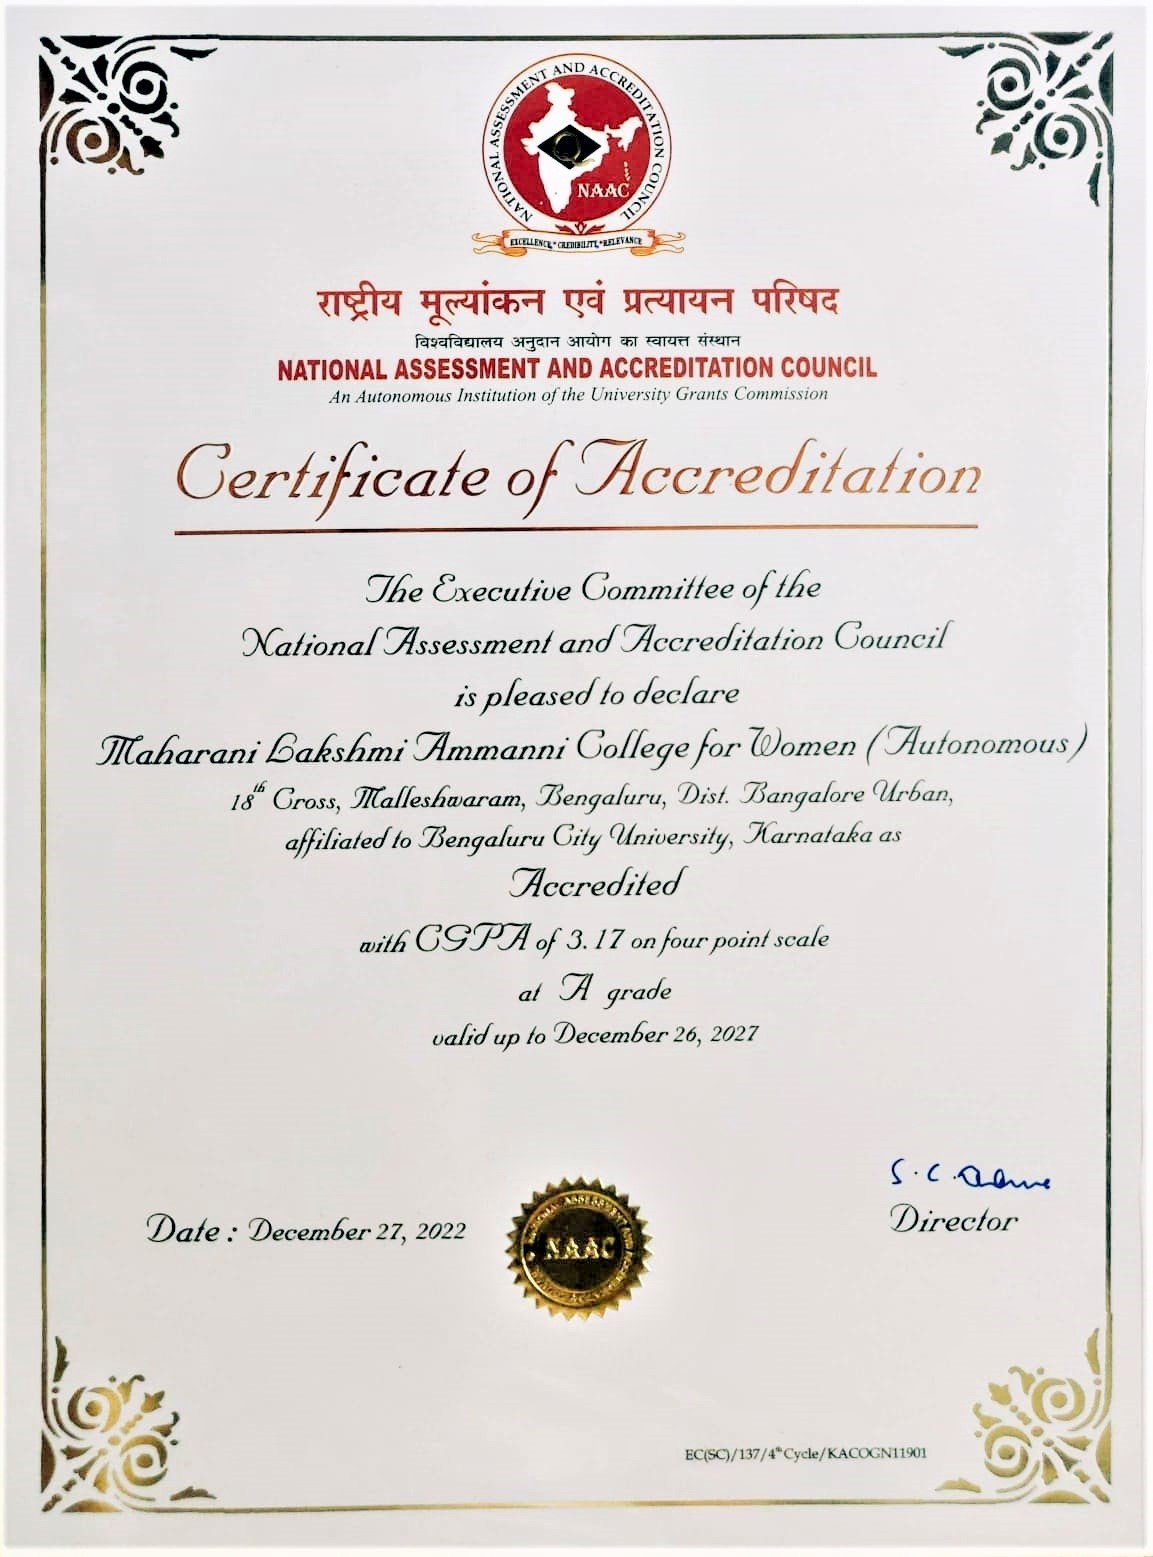 NATIONAL ASSESSMENT AND ACCREDITATION COUNCIL
NAAC
EXCELLENCE * CREDIBILITY * RELEVANCE
राष्ट्रीय मूल्यांकन एवं प्रत्यायन परिषद
विश्वविद्यालय अनुदान आयोग का स्वायत्त संस्थान
NATIONAL ASSESSMENT AND ACCREDITATION COUNCIL
An Autonomous Institution of the University Grants Commission
Certificate of Accreditation
The Executive Committee of the
National Assessment and Accreditation Council
is pleased to declare
Maharani Lakshmi Ammanni College for Women (Autonomous)
18th Cross, Malleshwaram, Bengaluru, Dist. Bangalore Urban,
affiliated to Bengaluru City University, Karnataka as
Accredited
with CGPA of 3.17 on four point scale
at A grade
valid up to December 26, 2027
S. C.
Director
Date : December 27, 2022
NAAC
EC(SC)/137/4th Cycle/KACOGN11901